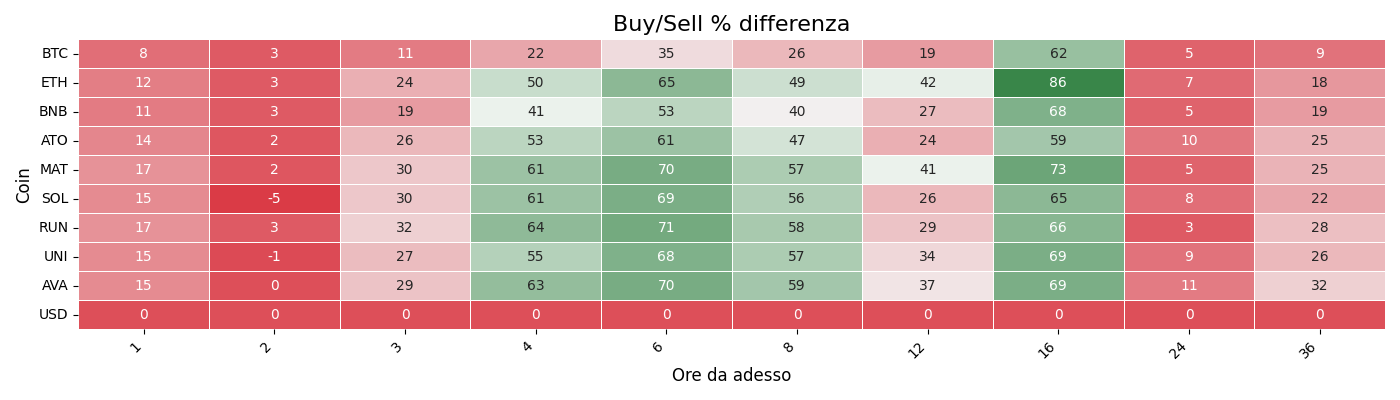 Buy/Sell % differenza
Coin
BTC 8 3 11 22 35 26 19 62 5 9
ETH 12 3 24 50 65 49 42 86 7 18
BNB 11 3 19 41 53 40 27 68 5 19
ATO 14 2 26 53 61 47 24 59 10 25
MAT 17 2 30 61 70 57 41 73 5 25
SOL 15 -5 30 61 69 56 26 65 8 22
RUN 17 3 32 64 71 58 29 66 3 28
UNI 15 -1 27 55 68 57 34 69 9 26
AVA 15 0 29 63 70 59 37 69 11 32
USD 0 0 0 0 0 0 0 0 0 0
1 2 3 4 6 8 12 16 24 36
Ore da adesso